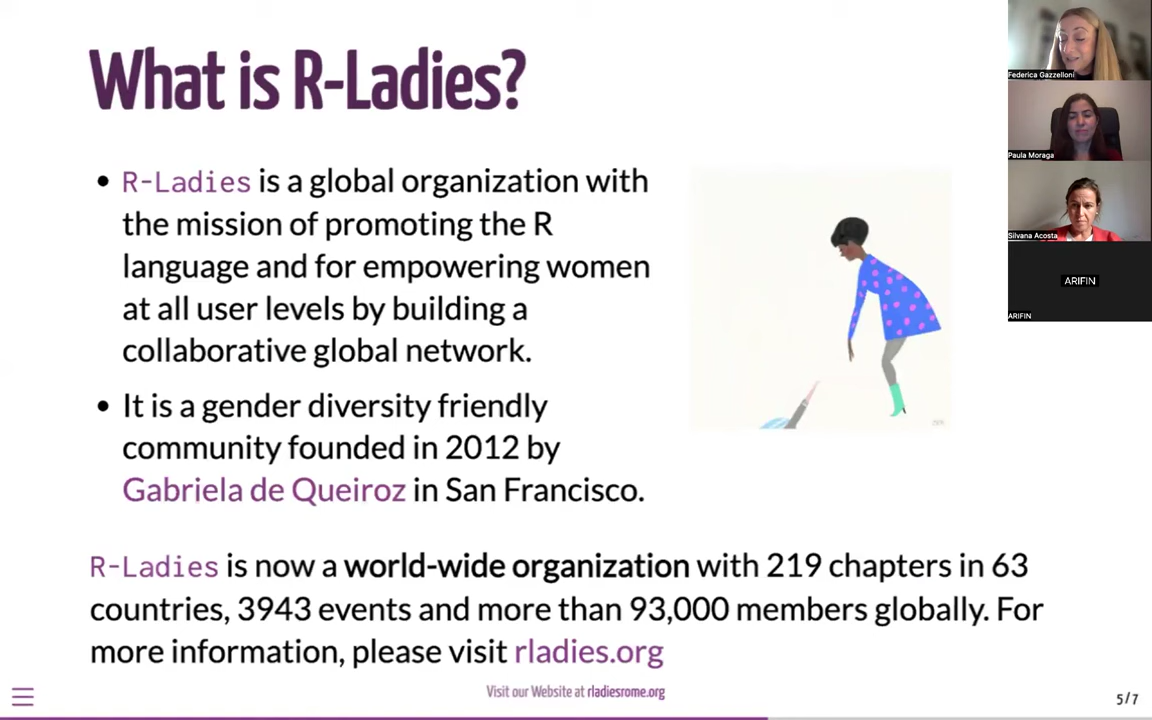 What is R-Ladies?
R-Ladies is a global organization with
the mission of promoting the R
language and for empowering women
at all user levels by building a
collaborative global network.
It is a gender diversity friendly
community founded in 2012 by
Gabriela de Queiroz in San Francisco.
R-Ladies is now a world-wide organization with 219 chapters in 63
countries, 3943 events and more than 93,000 members globally. For
more information, please visit rladies.org
Visit our Website at rladiesrome.org
5/7
Federica Gazzelloni
Paula Moraga
Silvana Acosta
ARIFIN
ARIFIN